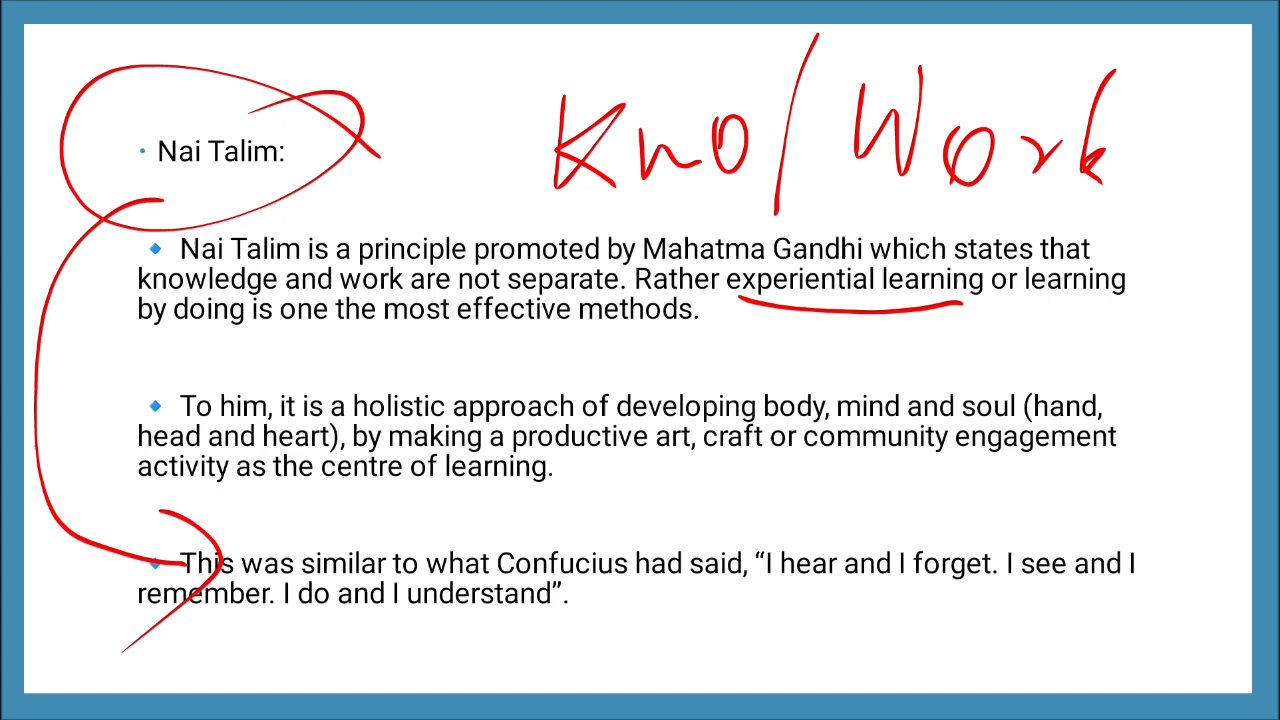 Kno/Work
• Nai Talim:
🔹 Nai Talim is a principle promoted by Mahatma Gandhi which states that
knowledge and work are not separate. Rather experiential learning or learning
by doing is one the most effective methods.
🔹 To him, it is a holistic approach of developing body, mind and soul (hand,
head and heart), by making a productive art, craft or community engagement
activity as the centre of learning.
🔹 This was similar to what Confucius had said, “I hear and I forget. I see and I
remember. I do and I understand”.